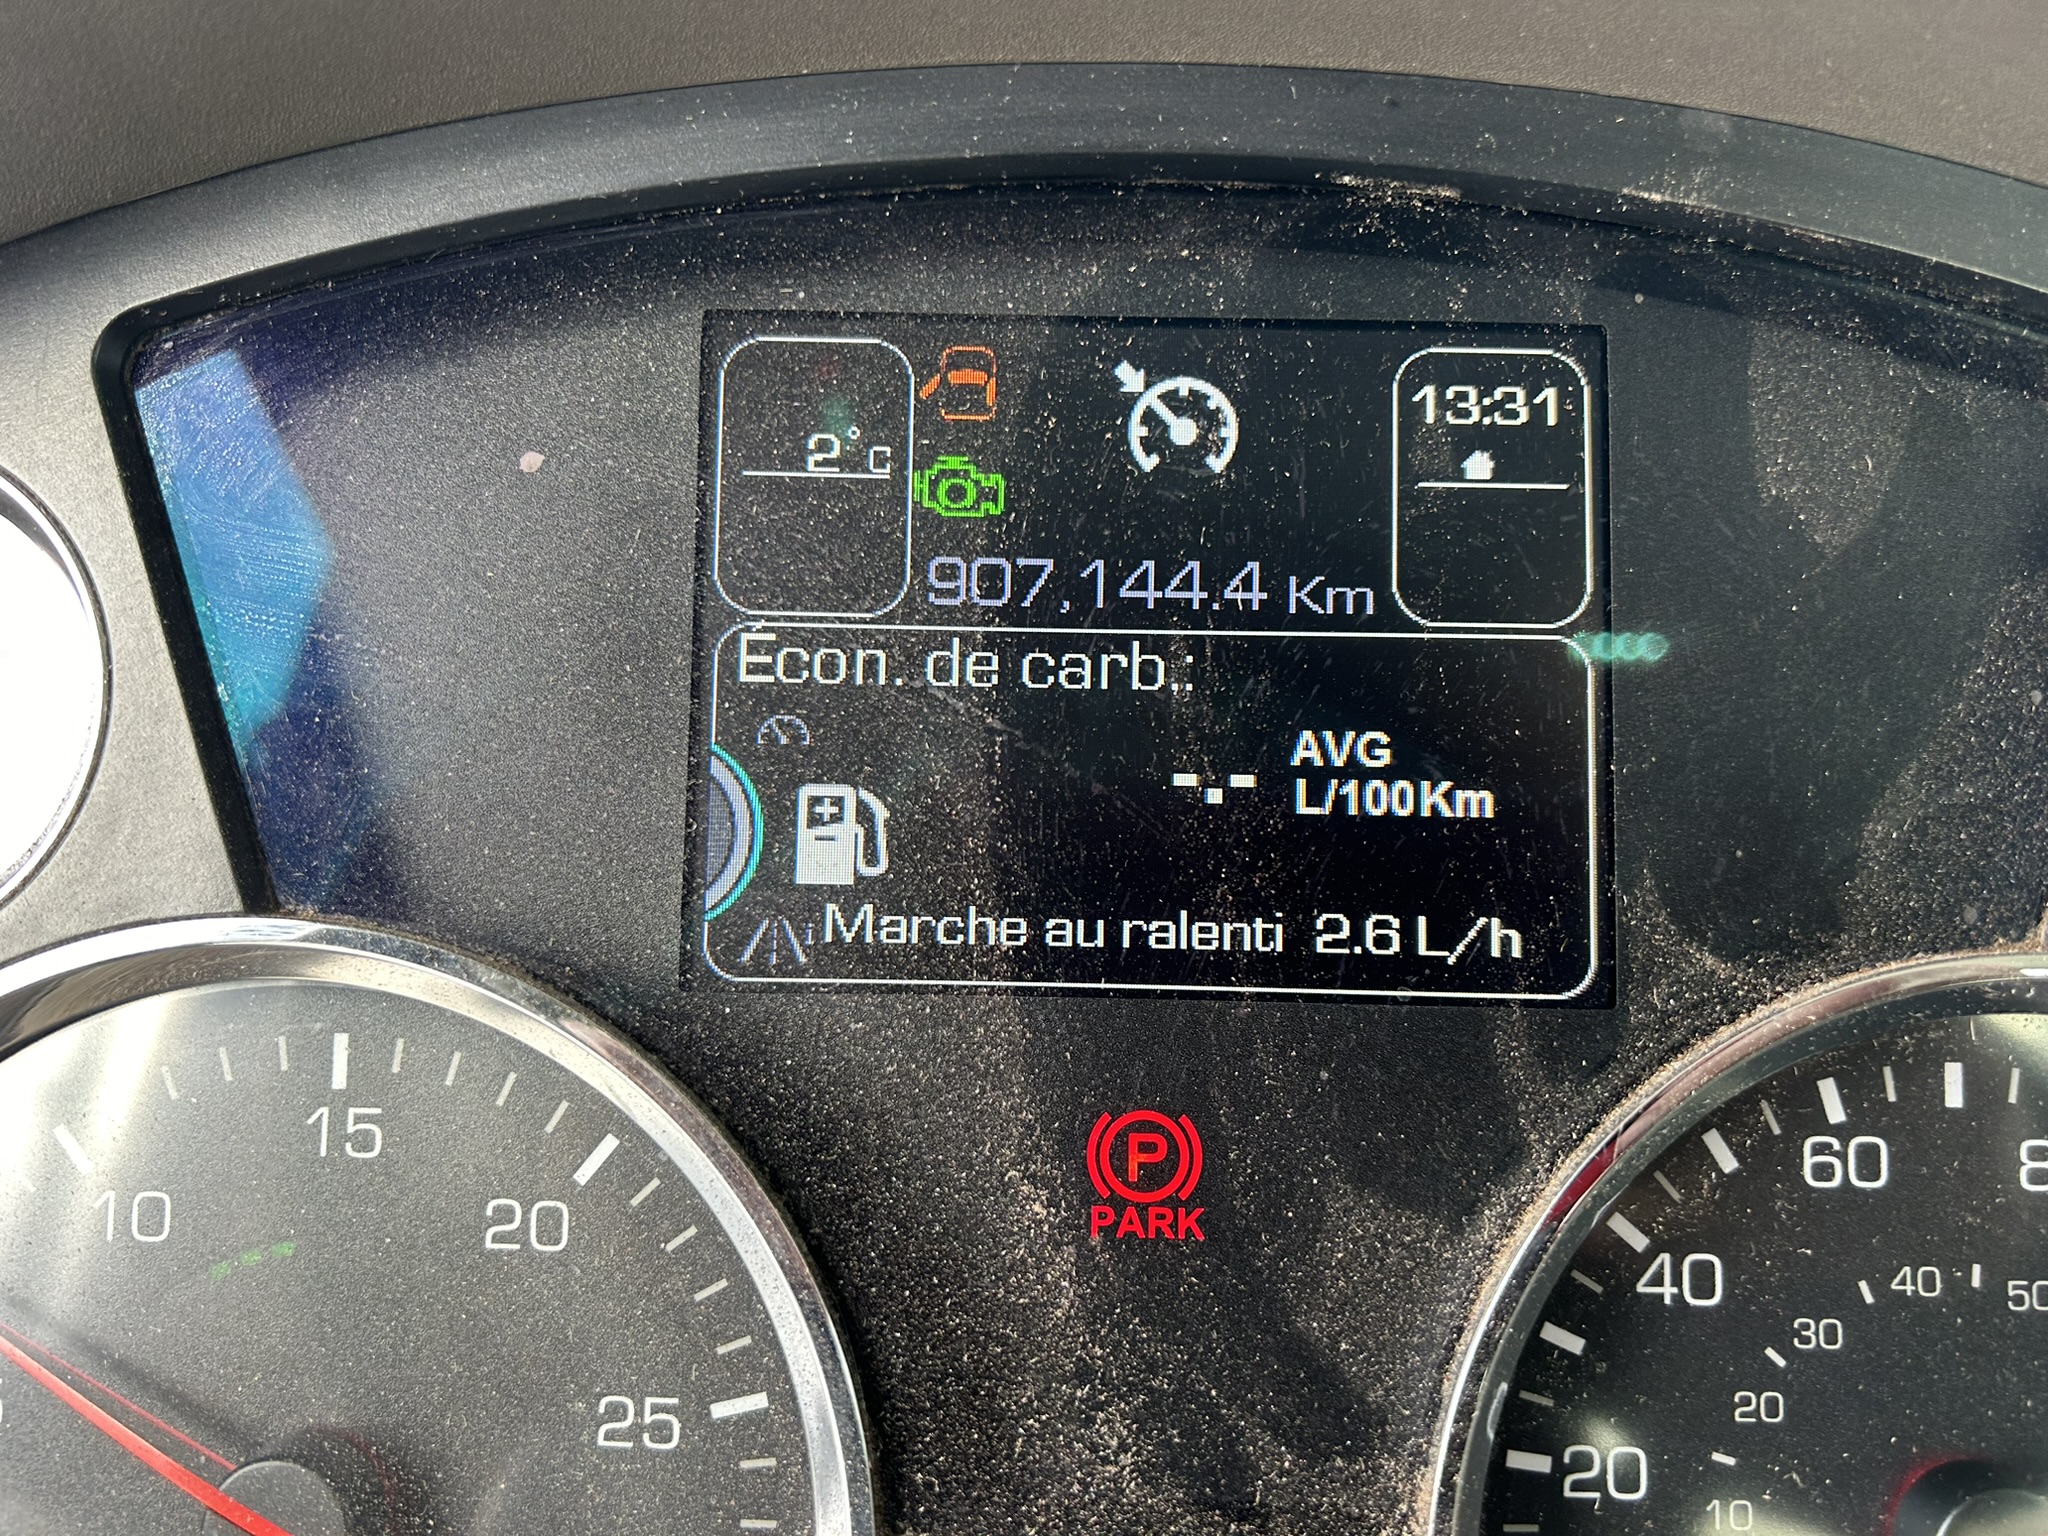 2°C
13:31
907,144.4 Km
Écon. de carb.:
-.- AVG
L/100Km
Marche au ralenti 2.6 L/h
P
PARK
10
15
20
25
20
40
60
10
20
30
40
50